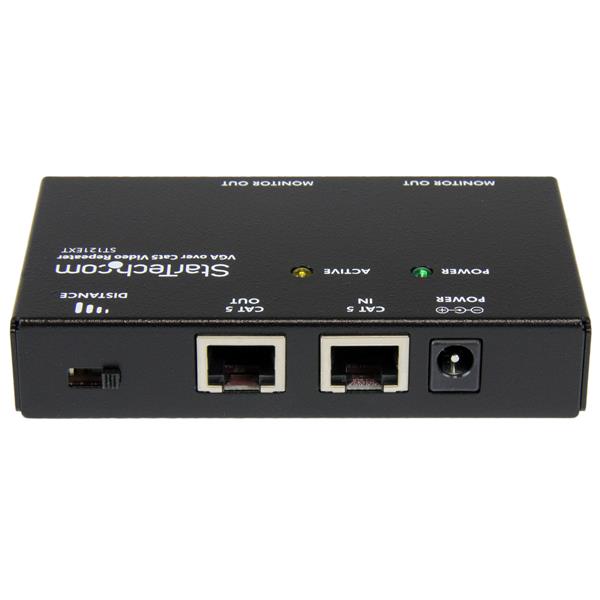 MONITOR OUT
MONITOR OUT
StarTech.com
VGA over Cat5 Video Repeater
ST121EXT
ACTIVE
POWER
DISTANCE
CAT 5
OUT
CAT 5
IN
POWER